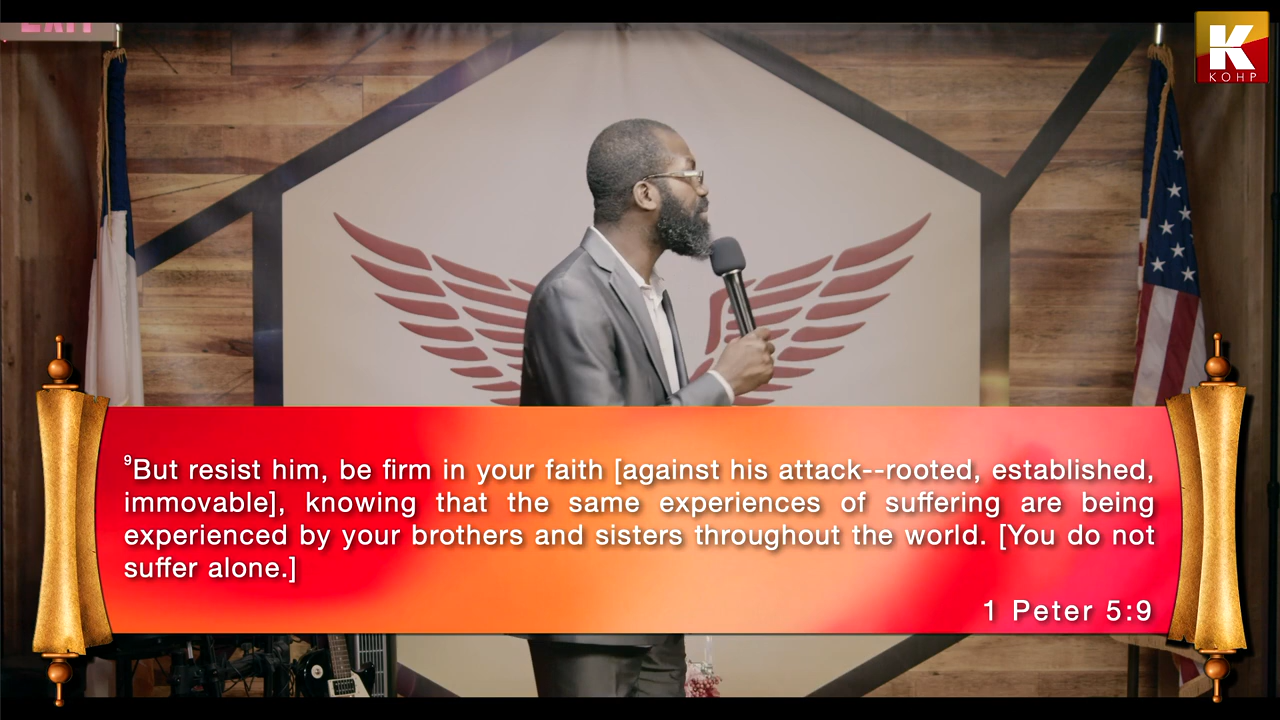 EXIT
K
KOHP
⁹But resist him, be firm in your faith [against his attack--rooted, established,
immovable], knowing that the same experiences of suffering are being
experienced by your brothers and sisters throughout the world. [You do not
suffer alone.]
1 Peter 5:9